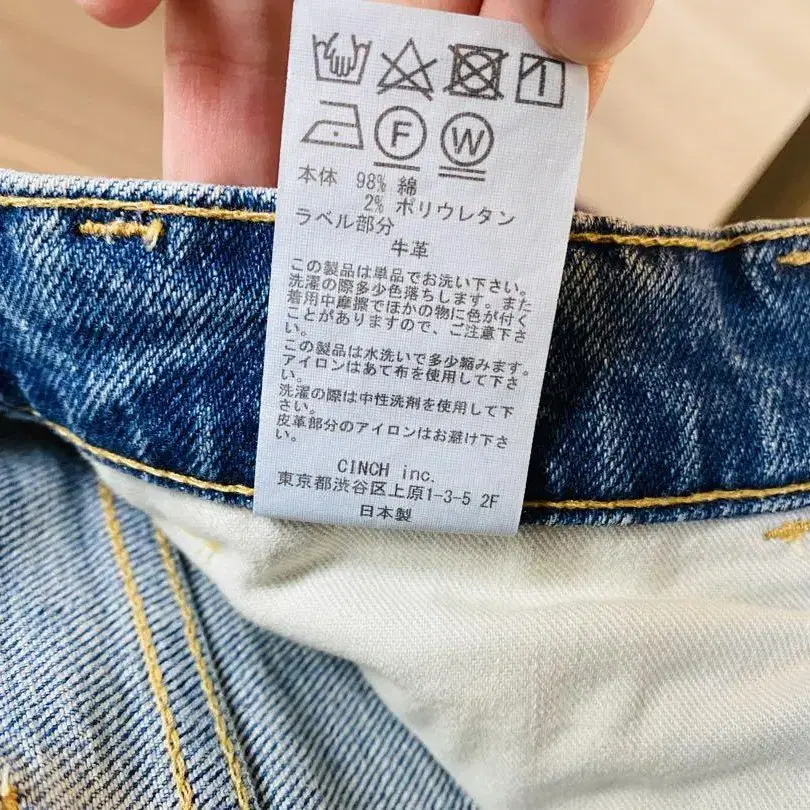 F W
本体 98% 綿
2% ポリウレタン
ラベル部分
牛革
この製品は単品でお洗い下さい。
洗濯の際多少色落ちします。また
着用中摩擦でほかの物に色が付く
ことがありますので、ご注意下さ
い。
この製品は水洗いで多少縮みます。
アイロンはあて布を使用して下さ
い。
洗濯の際は中性洗剤を使用して下
さい。
皮革部分のアイロンはお避け下さ
い。
CINCH inc.
東京都渋谷区上原1-3-5 2F
日本製